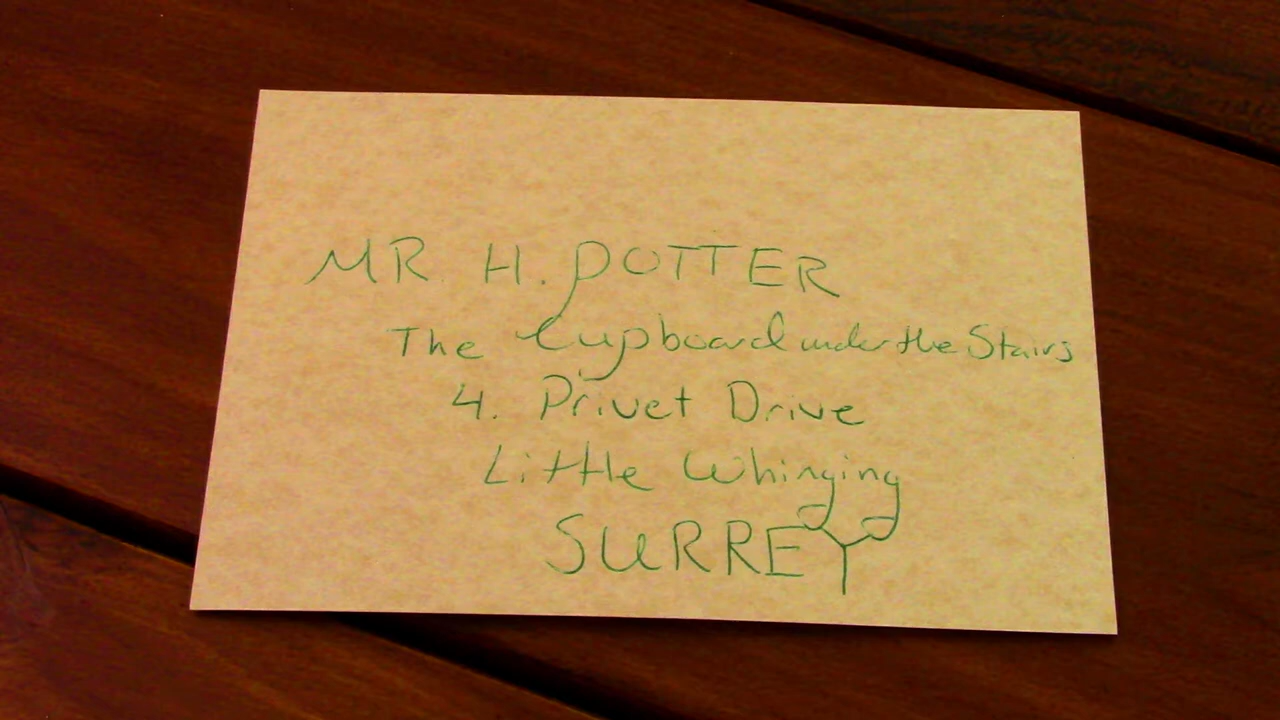 MR H. POTTER
The Cupboard under the Stairs
4. Privet Drive
Little Whinging
SURREY